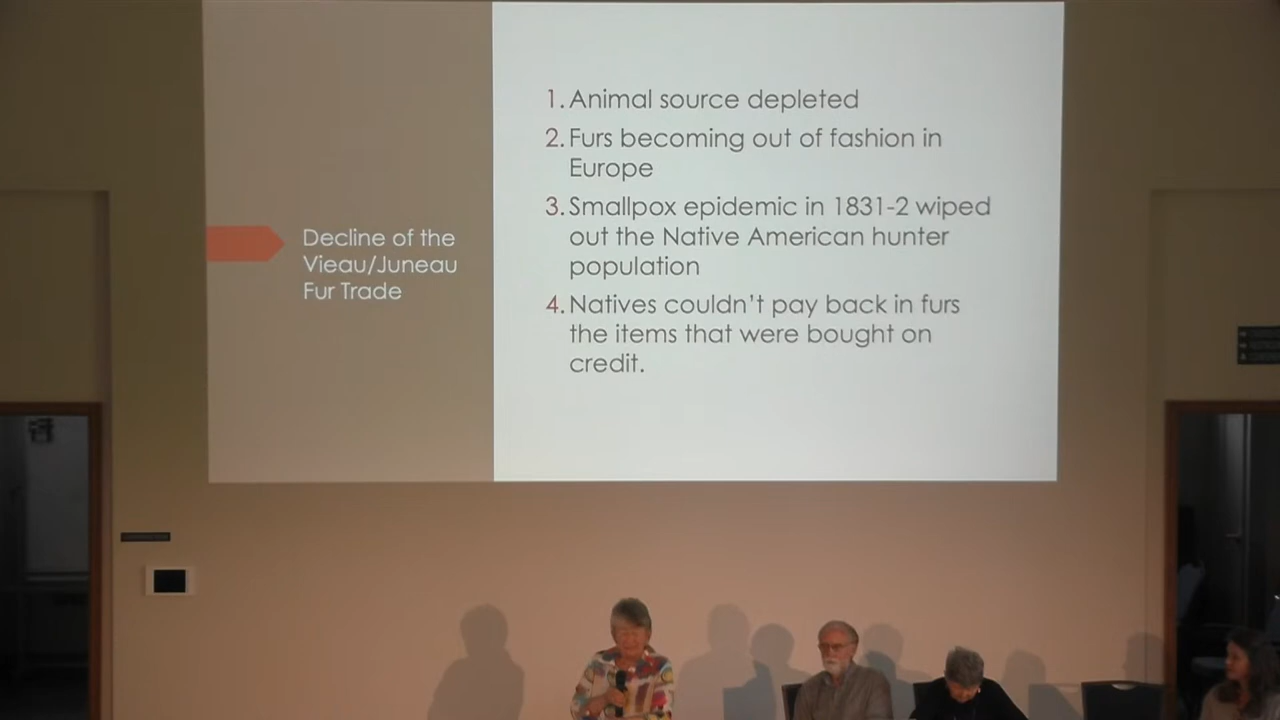 Decline of the
Vieau/Juneau
Fur Trade
1. Animal source depleted
2. Furs becoming out of fashion in
Europe
3. Smallpox epidemic in 1831-2 wiped
out the Native American hunter
population
4. Natives couldn't pay back in furs
the items that were bought on
credit.